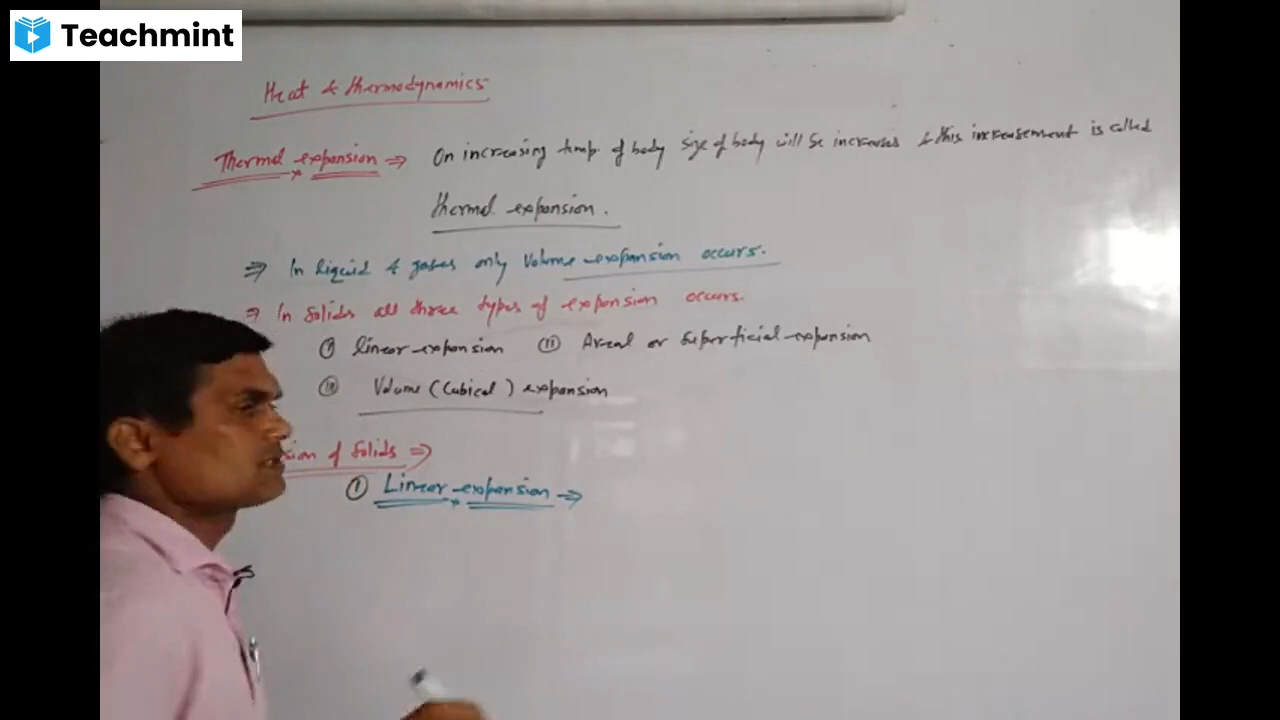 Teachmint
Heat & thermodynamics
Thermal expansion ⇒ On increasing temp. of body size of body will be increases & this increasement is called
thermal expansion.
⇒ In liquid & gases only Volume expansion occurs.
⇒ In Solids all three types of expansion occurs.
(i) linear expansion (ii) Areal or Superficial expansion
(iii) Volume (Cubical) expansion
sion of Solids ⇒
(1) Linear expansion ⇒